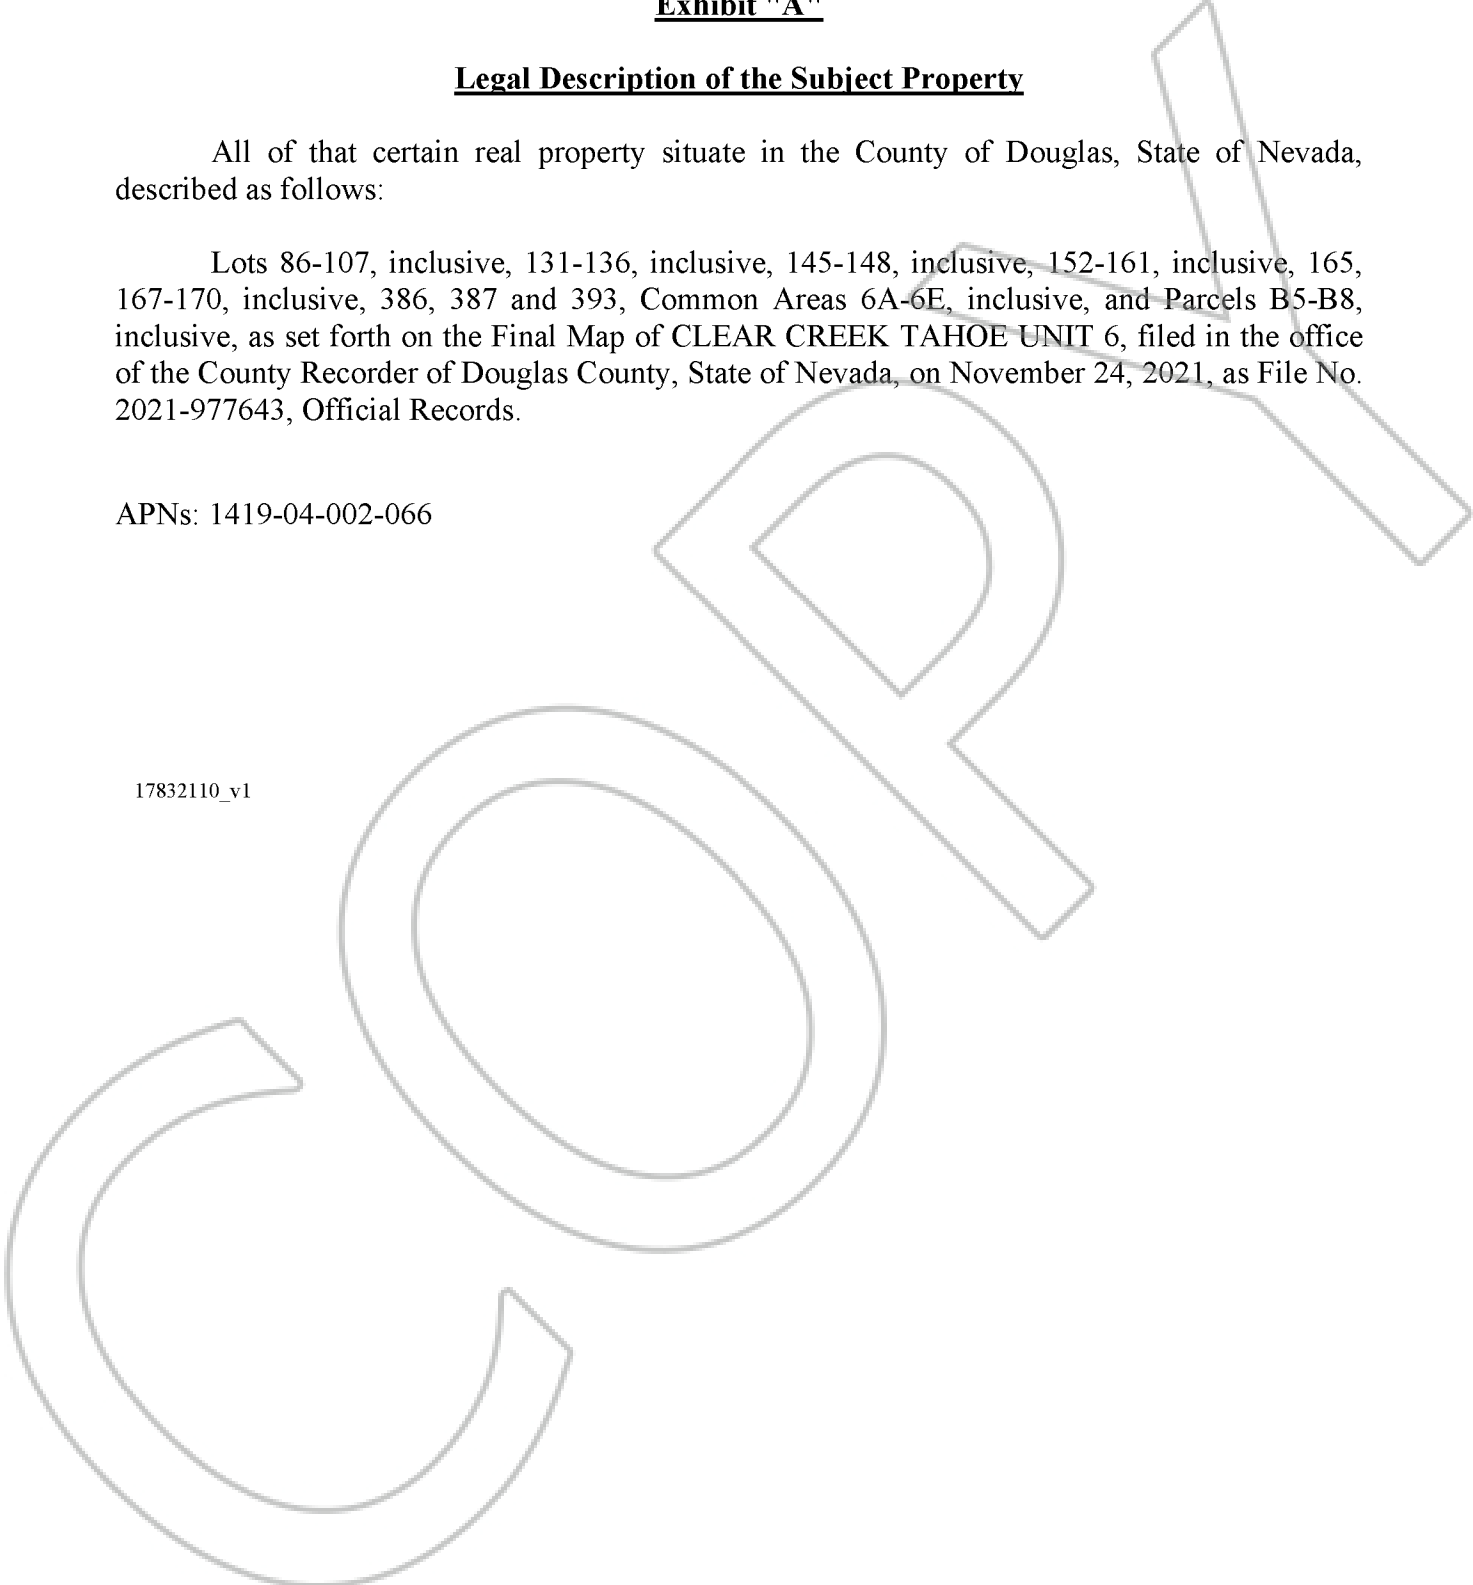 Exhibit "A"
Legal Description of the Subject Property
All of that certain real property situate in the County of Douglas, State of Nevada,
described as follows:
Lots 86-107, inclusive, 131-136, inclusive, 145-148, inclusive, 152-161, inclusive, 165,
167-170, inclusive, 386, 387 and 393, Common Areas 6A-6E, inclusive, and Parcels B5-B8,
inclusive, as set forth on the Final Map of CLEAR CREEK TAHOE UNIT 6, filed in the office
of the County Recorder of Douglas County, State of Nevada, on November 24, 2021, as File No.
2021-977643, Official Records.
APNs: 1419-04-002-066
17832110_v1
COPY